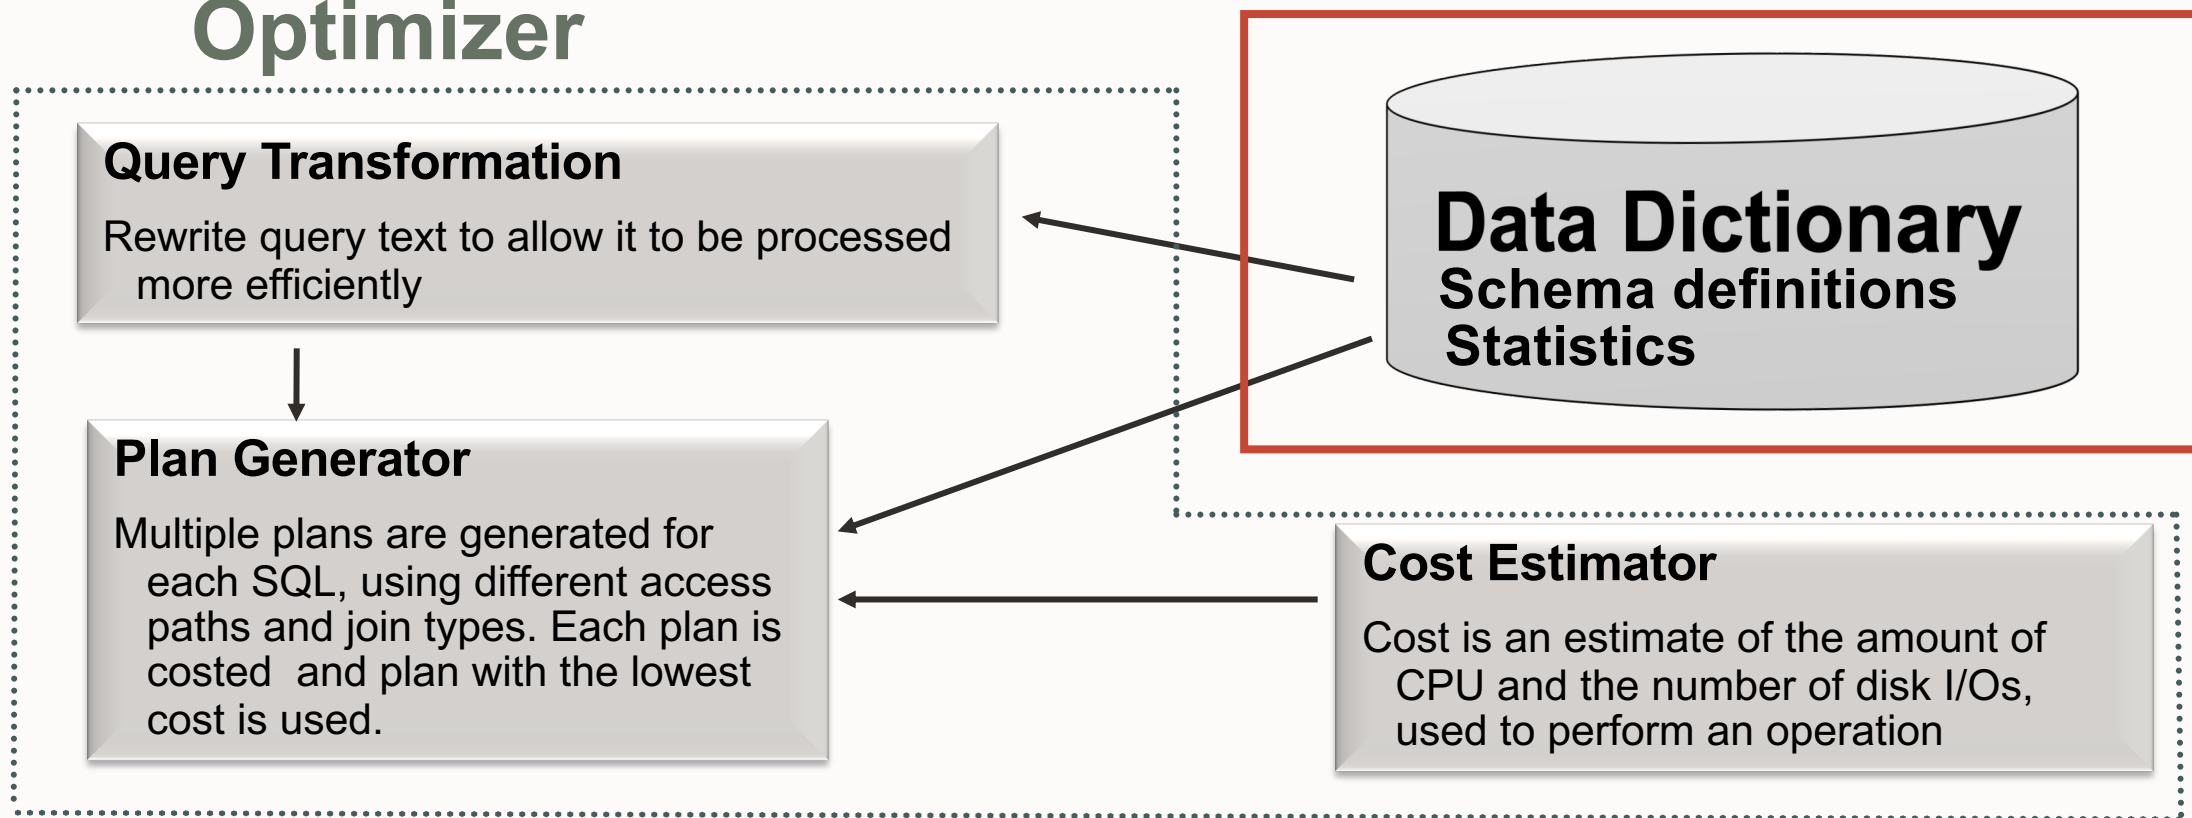 Optimizer
Query Transformation
Rewrite query text to allow it to be processed
more efficiently
Data Dictionary
Schema definitions
Statistics
Plan Generator
Multiple plans are generated for
each SQL, using different access
paths and join types. Each plan is
costed  and plan with the lowest
cost is used.
Cost Estimator
Cost is an estimate of the amount of
CPU and the number of disk I/Os,
used to perform an operation